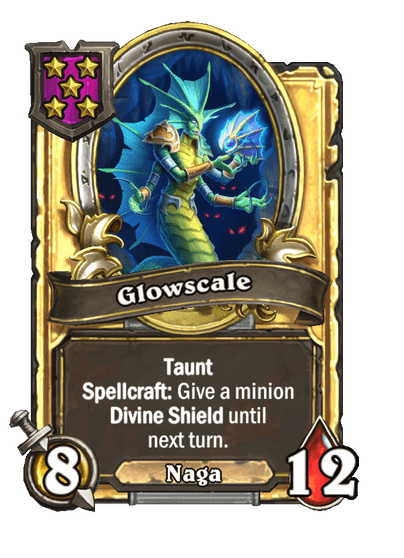 Glowscale
Taunt
Spellcraft: Give a minion
Divine Shield until
next turn.
8
Naga
12